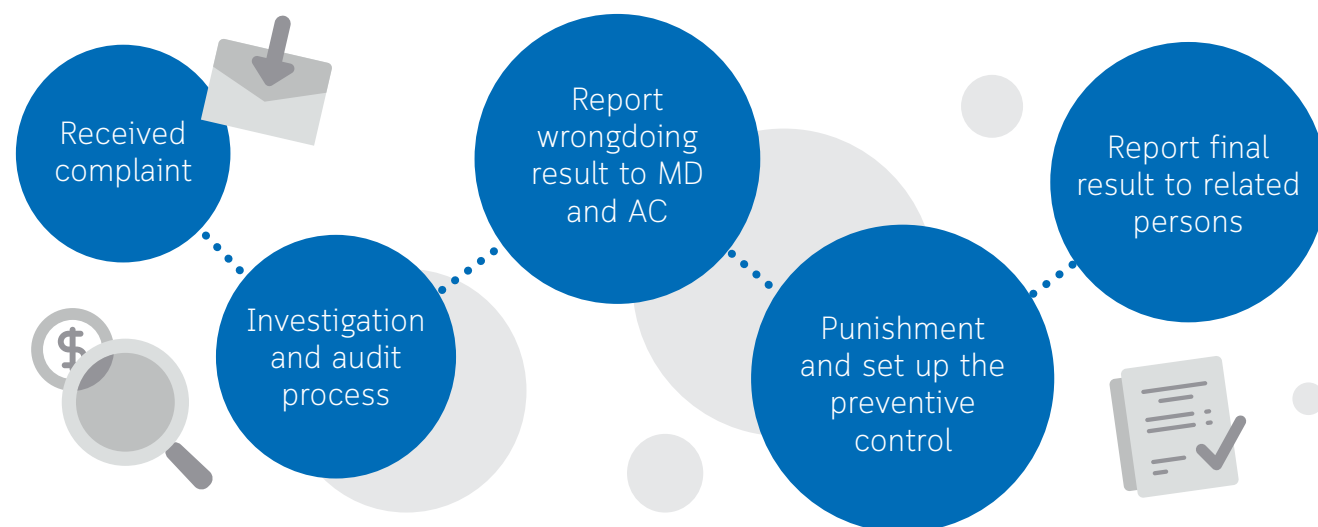 Received
complaint
Investigation
and audit
process
Report
wrongdoing
result to MD
and AC
Punishment
and set up the
preventive
control
Report final
result to related
persons
$